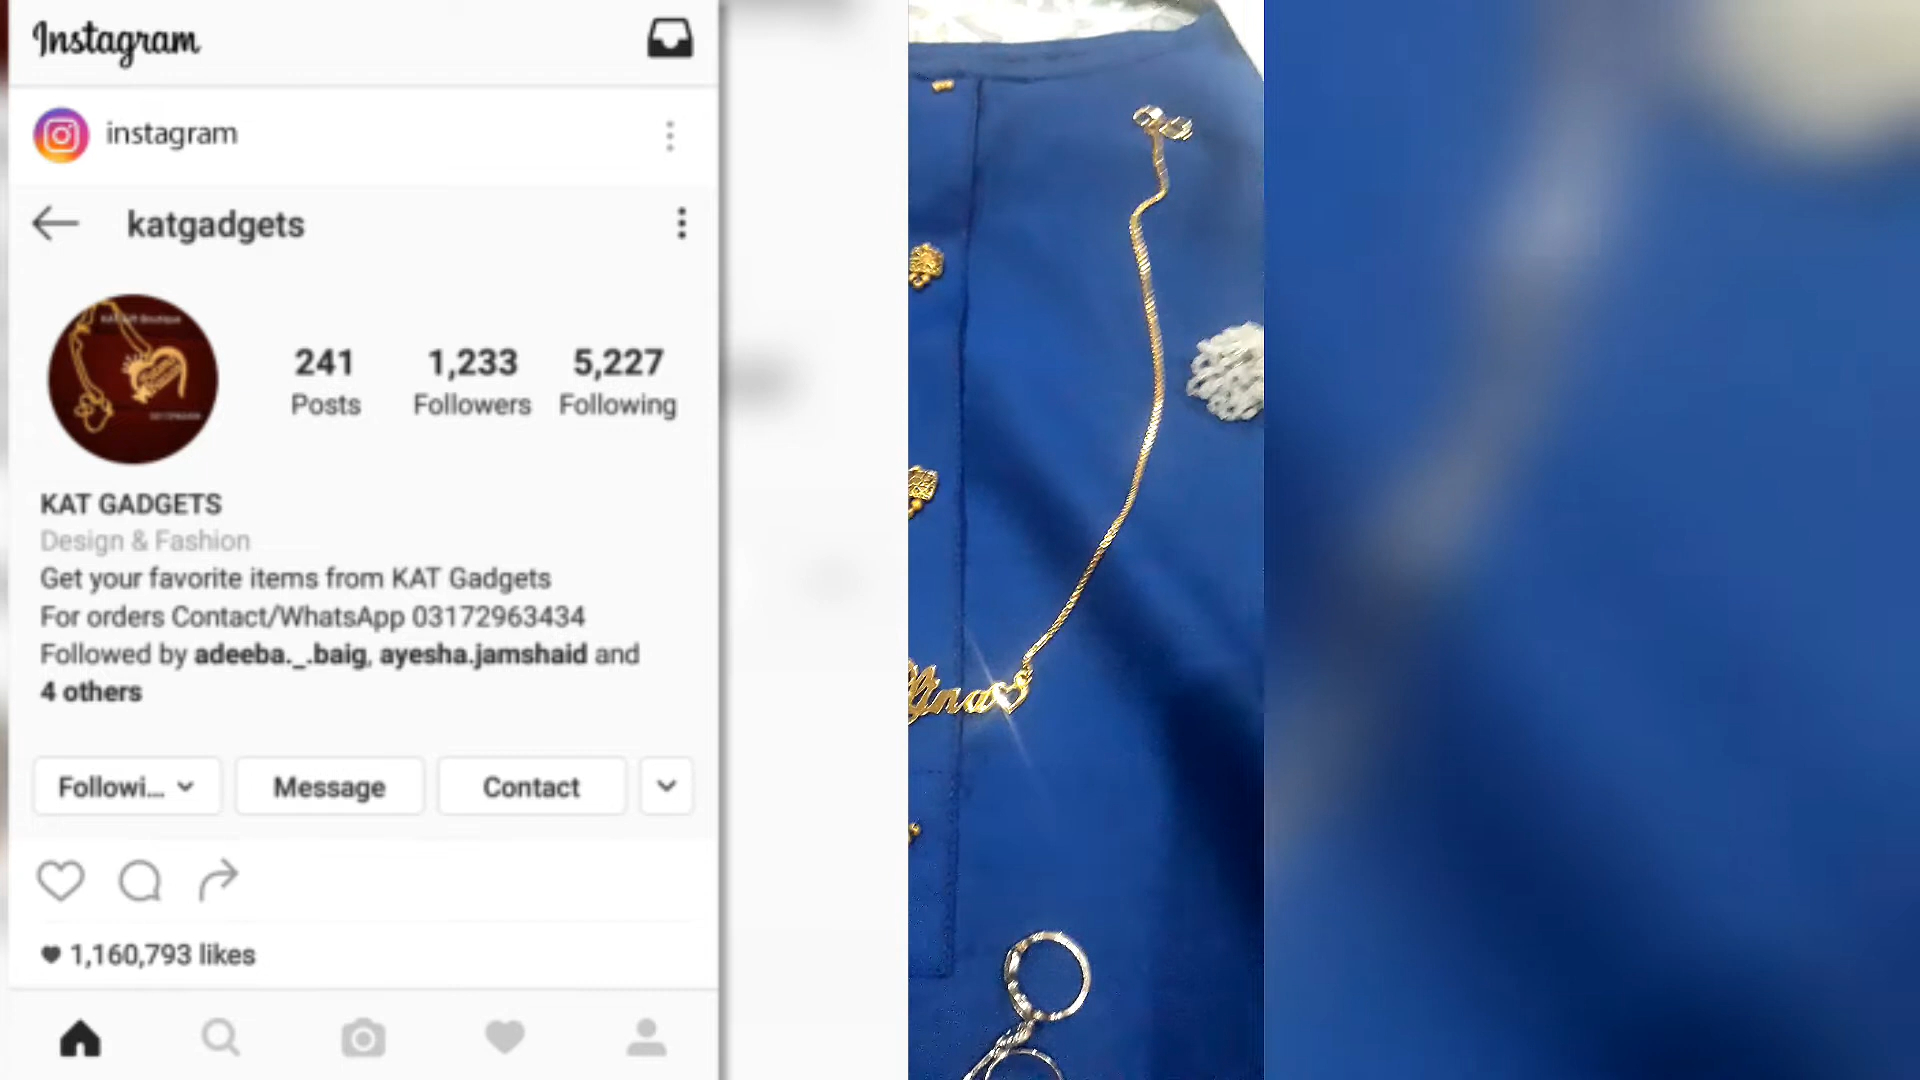 Instagram
instagram
katgadgets
241
Posts
1,233
Followers
5,227
Following
KAT GADGETS
Design & Fashion
Get your favorite items from KAT Gadgets
For orders Contact/WhatsApp 03172963434
Followed by adeeba._.baig, ayesha.jamshaid and
4 others
Followi...
Message
Contact
1,160,793 likes